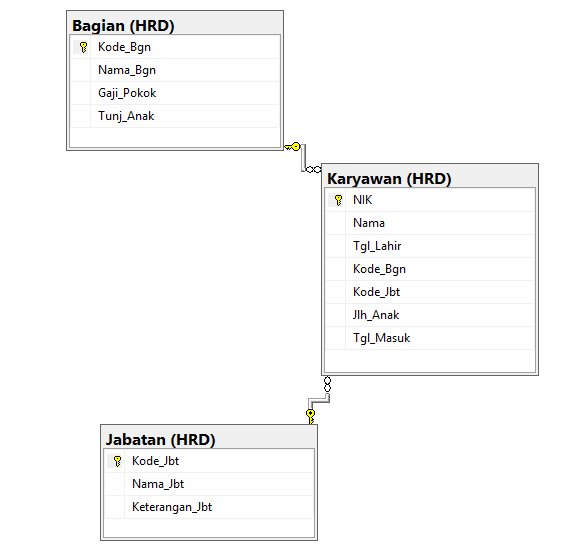 Bagian (HRD)
Kode_Bgn
Nama_Bgn
Gaji_Pokok
Tunj_Anak
Karyawan (HRD)
NIK
Nama
Tgl_Lahir
Kode_Bgn
Kode_Jbt
Jlh_Anak
Tgl_Masuk
Jabatan (HRD)
Kode_Jbt
Nama_Jbt
Keterangan_Jbt